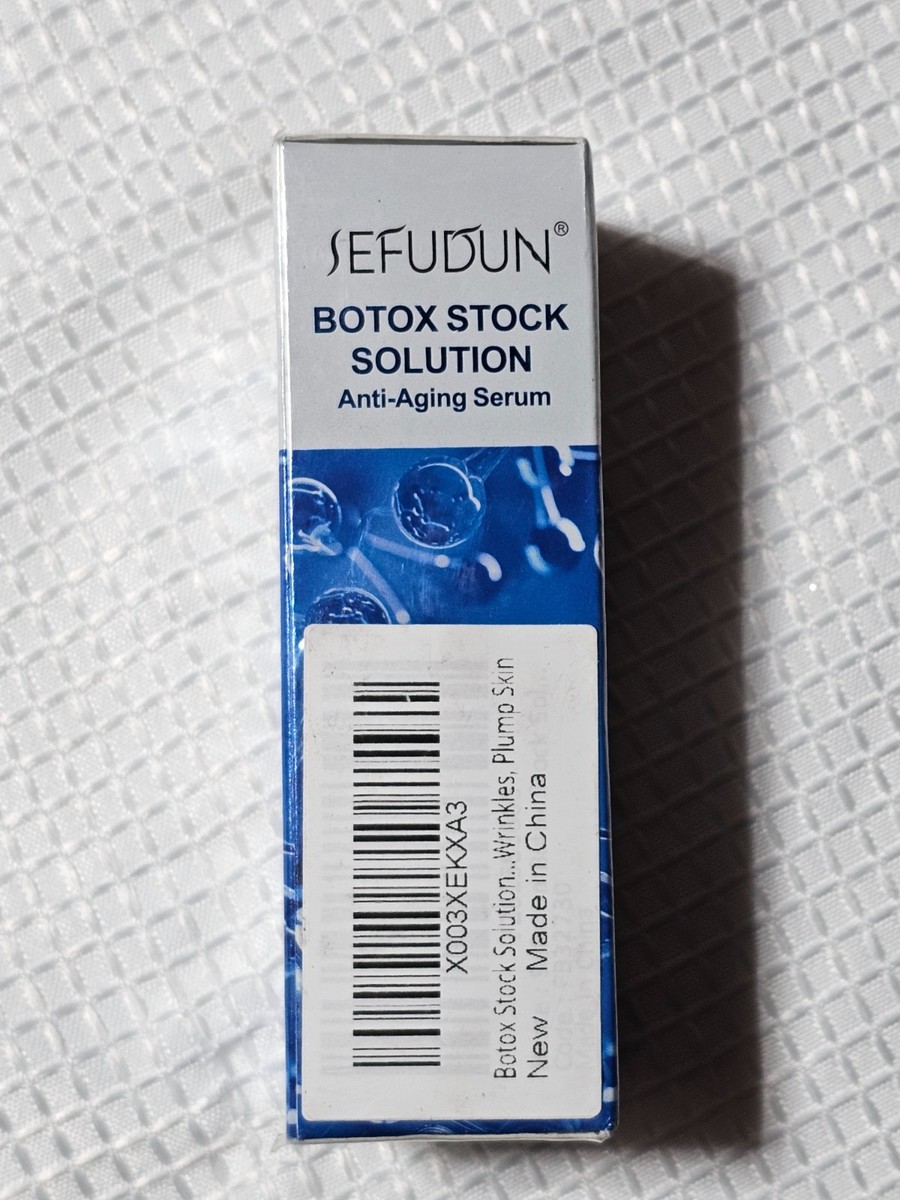 SEFUDUN®
BOTOX STOCK
SOLUTION
Anti-Aging Serum
X003XEKXA3
Botox Stock Solution...Wrinkles, Plump Skin
New Made in China